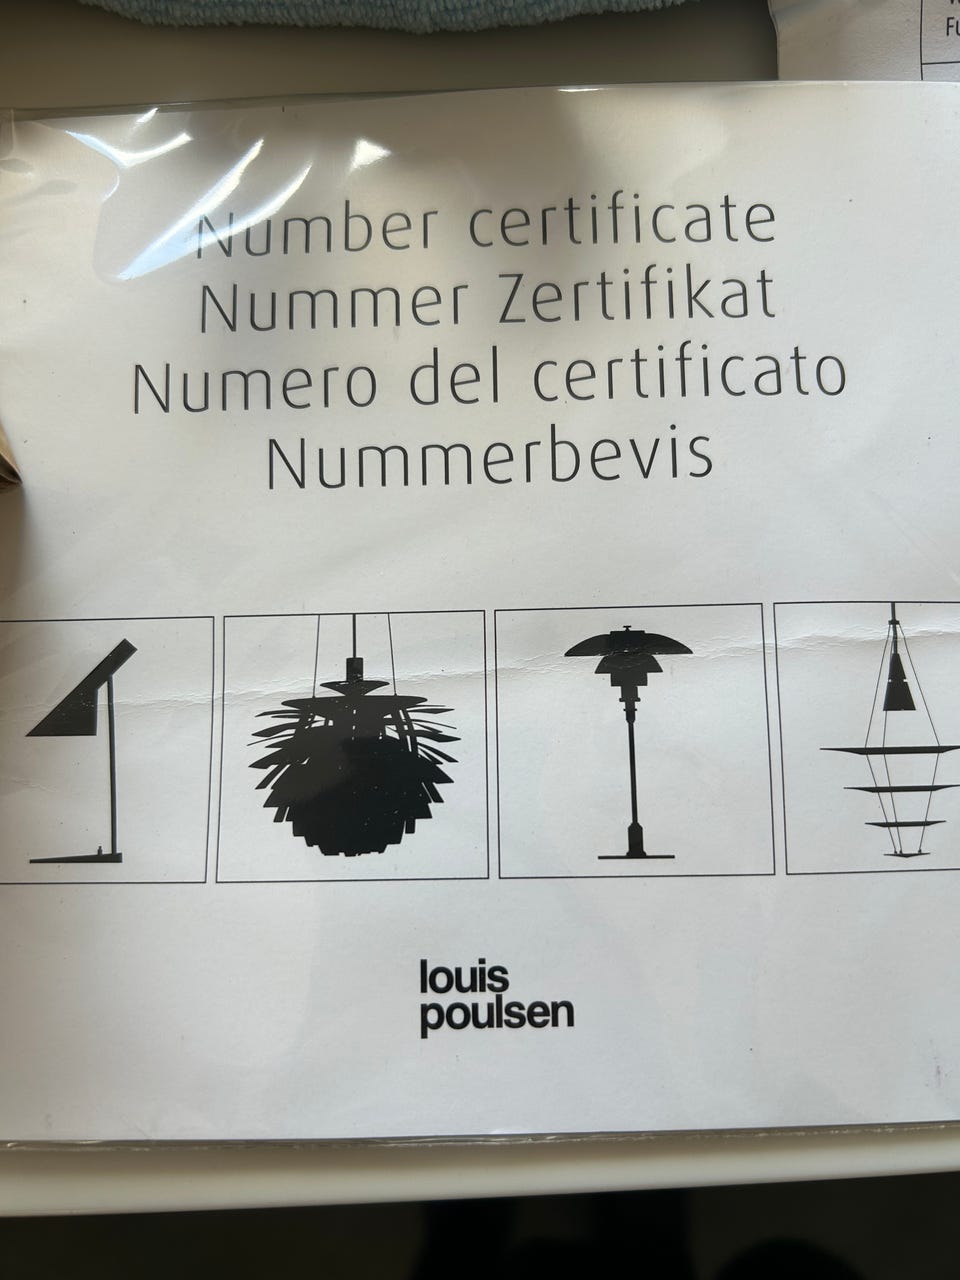 Number certificate
Nummer Zertifikat
Numero del certificato
Nummerbevis
louis
poulsen